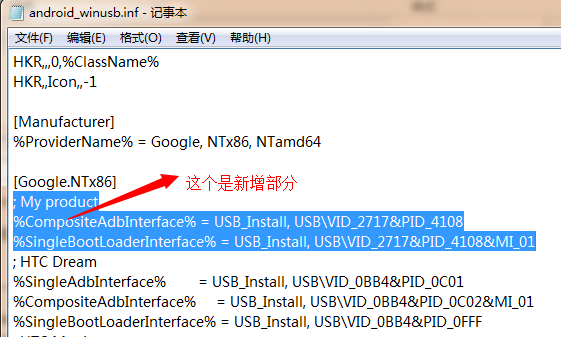 android_winusb.inf - 记事本
文件(F) 编辑(E) 格式(O) 查看(V) 帮助(H)
HKR,,,0,%ClassName%
HKR,,Icon,,-1
[Manufacturer]
%ProviderName% = Google, NTx86, NTamd64
[Google.NTx86]
这个是新增部分
; My product
%CompositeAdbInterface% = USB_Install, USB\VID_2717&PID_4108
%SingleBootLoaderInterface% = USB_Install, USB\VID_2717&PID_4108&MI_01
; HTC Dream
%SingleAdbInterface% = USB_Install, USB\VID_0BB4&PID_0C01
%CompositeAdbInterface% = USB_Install, USB\VID_0BB4&PID_0C02&MI_01
%SingleBootLoaderInterface% = USB_Install, USB\VID_0BB4&PID_0FFF